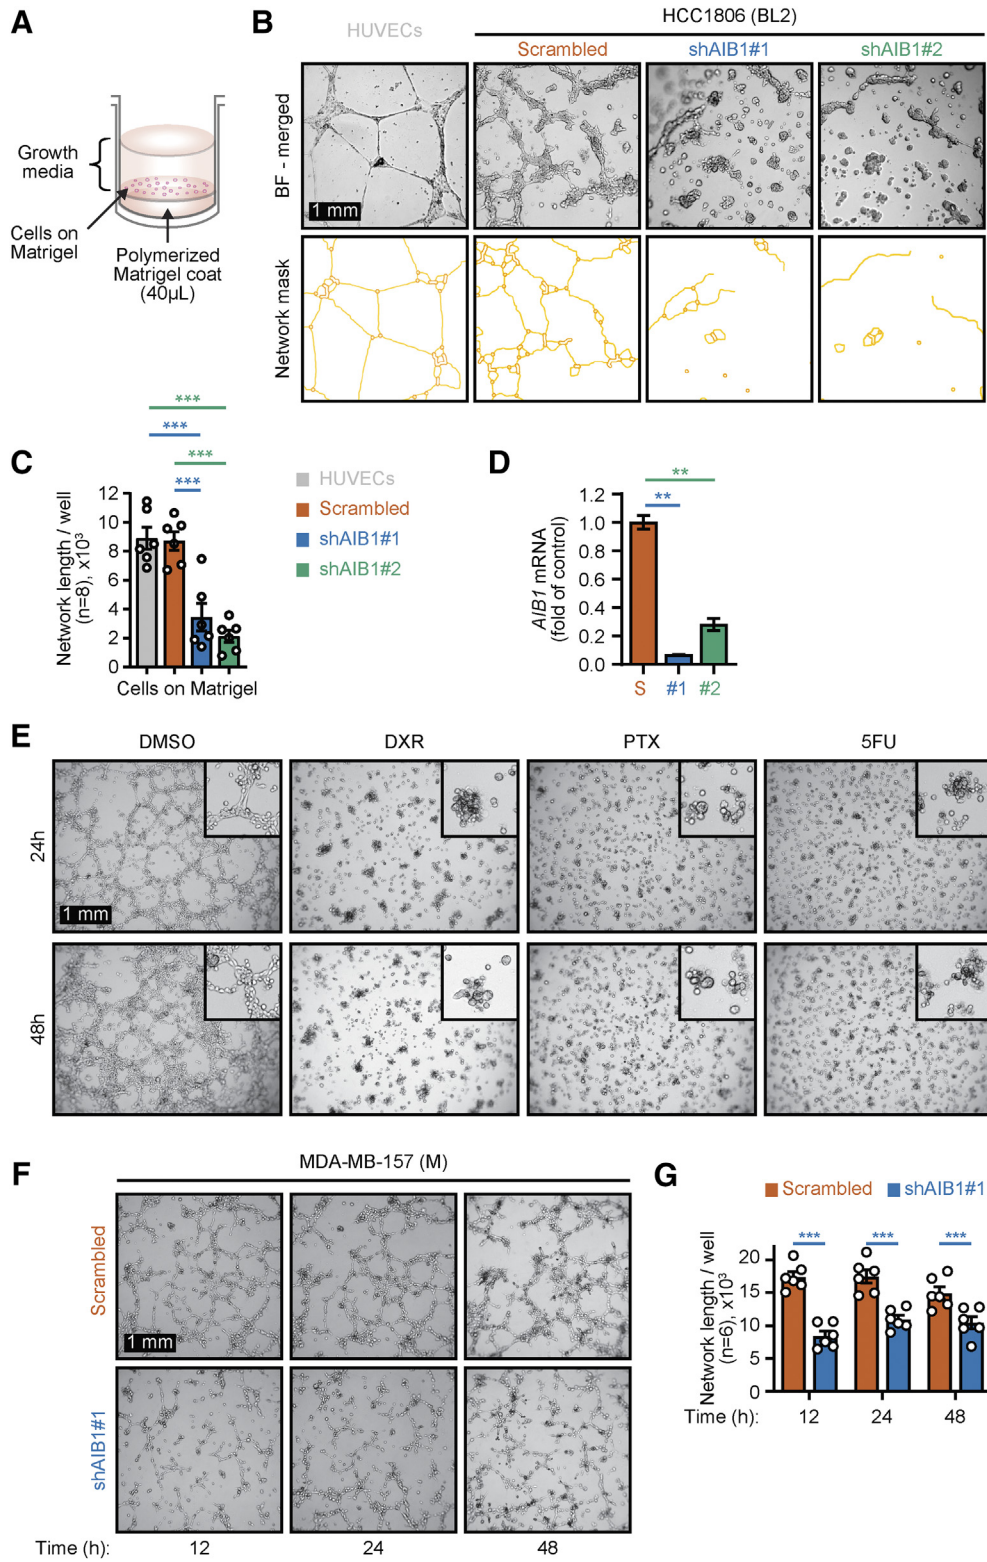 A
Growth
media
Cells on
Matrigel
Polymerized
Matrigel coat
(40µL)
B
HUVECs
HCC1806 (BL2)
Scrambled
shAIB1#1
shAIB1#2
BF - merged
1 mm
Network mask
C
***
***
***
***
Network length / well
(n=8), x10³
12
10
8
6
4
2
0
Cells on Matrigel
HUVECs
Scrambled
shAIB1#1
shAIB1#2
D
**
**
AIB1 mRNA
(fold of control)
1.2
1.0
0.8
0.6
0.4
0.2
0.0
S
#1
#2
E
DMSO
DXR
PTX
5FU
24h
1 mm
48h
F
MDA-MB-157 (M)
Scrambled
1 mm
shAIB1#1
Time (h):
12
24
48
G
Scrambled
shAIB1#1
***
***
***
Network length / well
(n=6), x10³
20
15
10
5
0
Time (h):
12
24
48